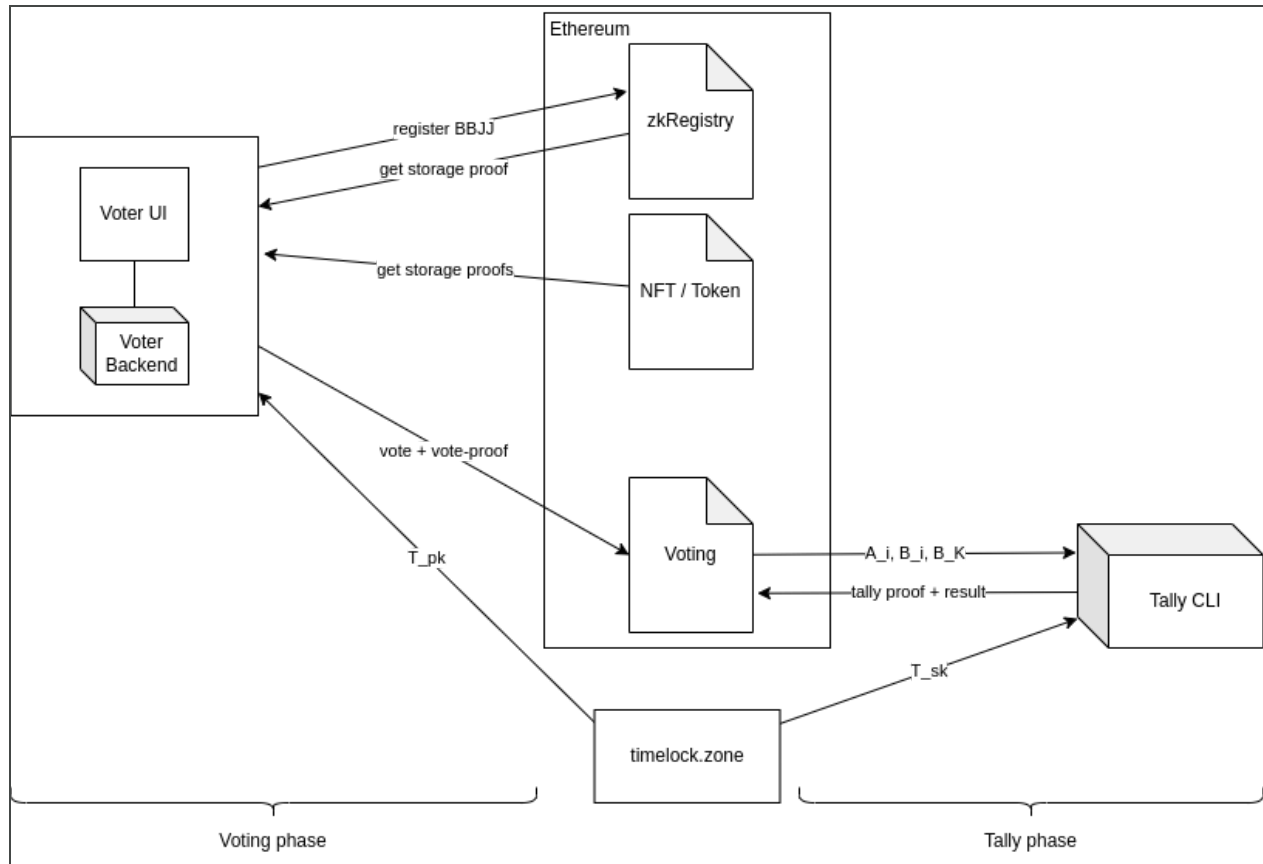 Ethereum
zkRegistry
register BBJJ
get storage proof
Voter UI
get storage proofs
NFT / Token
Voter
Backend
vote + vote-proof
T_pk
Voting
A_i, B_i, B_K
tally proof + result
Tally CLI
T_sk
timelock.zone
Voting phase
Tally phase